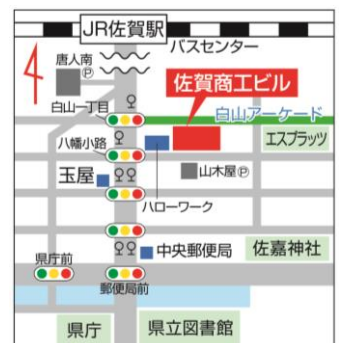 JR佐賀駅
バスセンター
唐人南
Ⓟ
佐賀商工ビル
白山一丁目
白山アーケード
八幡小路
エスプラッツ
玉屋
山木屋Ⓟ
ハローワーク
中央郵便局
佐嘉神社
県庁前
郵便局前
県庁
県立図書館